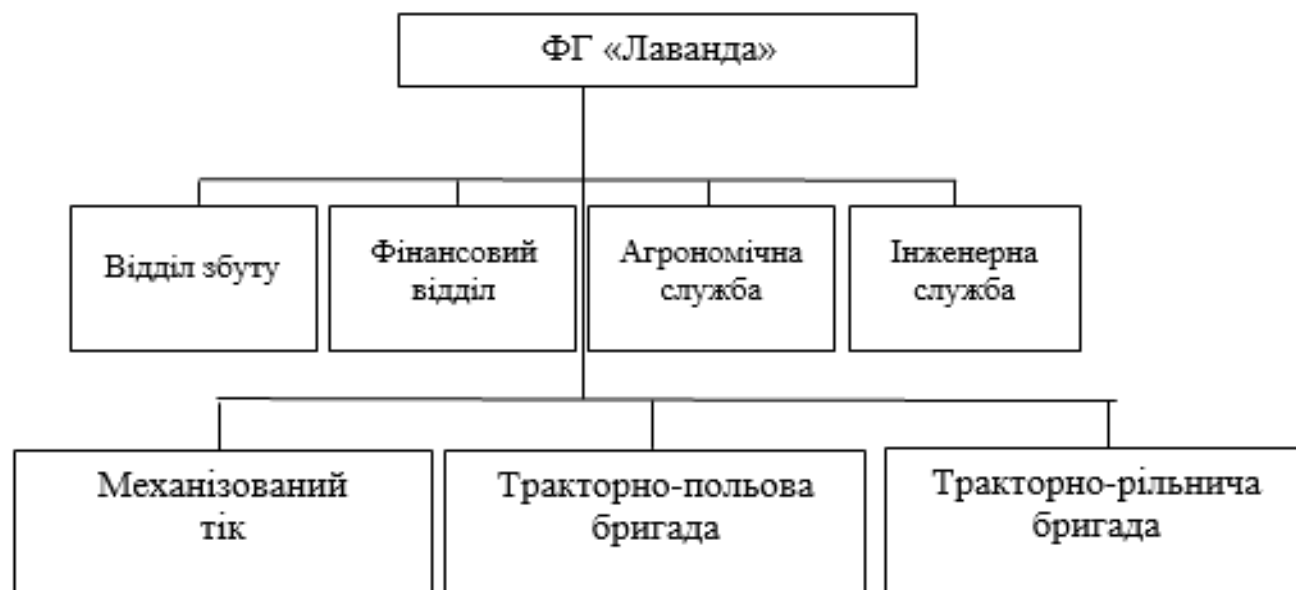 ФГ «Лаванда»
Відділ збуту
Фінансовий
відділ
Агрономічна
служба
Інженерна
служба
Механізований
тік
Тракторно-польова
бригада
Тракторно-рільнича
бригада